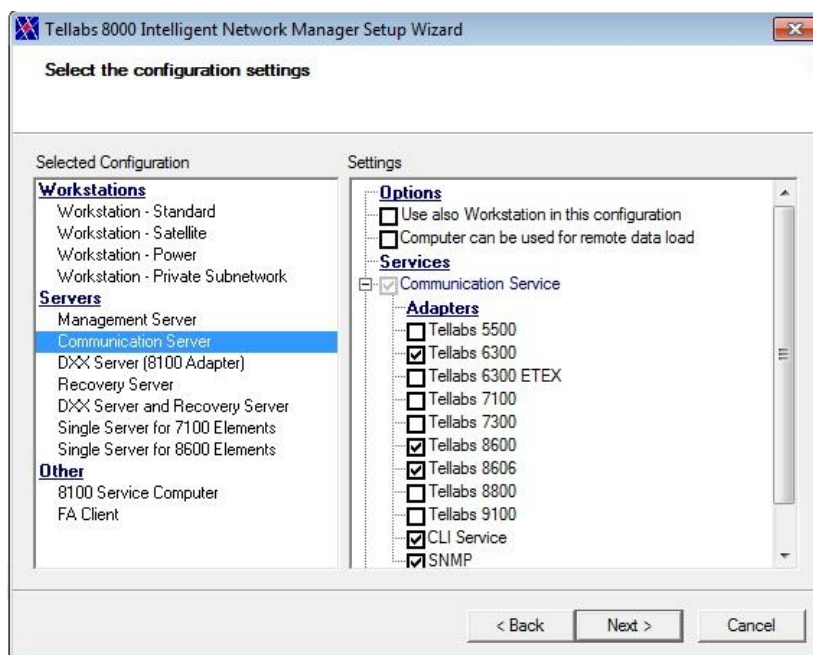 Tellabs 8000 Intelligent Network Manager Setup Wizard
Select the configuration settings
Selected Configuration
Workstations
Workstation - Standard
Workstation - Satellite
Workstation - Power
Workstation - Private Subnetwork
Servers
Management Server
Communication Server
DXX Server (8100 Adapter)
Recovery Server
DXX Server and Recovery Server
Single Server for 7100 Elements
Single Server for 8600 Elements
Other
8100 Service Computer
FA Client
Settings
Options
Use also Workstation in this configuration
Computer can be used for remote data load
Services
Communication Service
Adapters
Tellabs 5500
Tellabs 6300
Tellabs 6300 ETEX
Tellabs 7100
Tellabs 7300
Tellabs 8600
Tellabs 8606
Tellabs 8800
Tellabs 9100
CLI Service
SNMP
< Back
Next >
Cancel